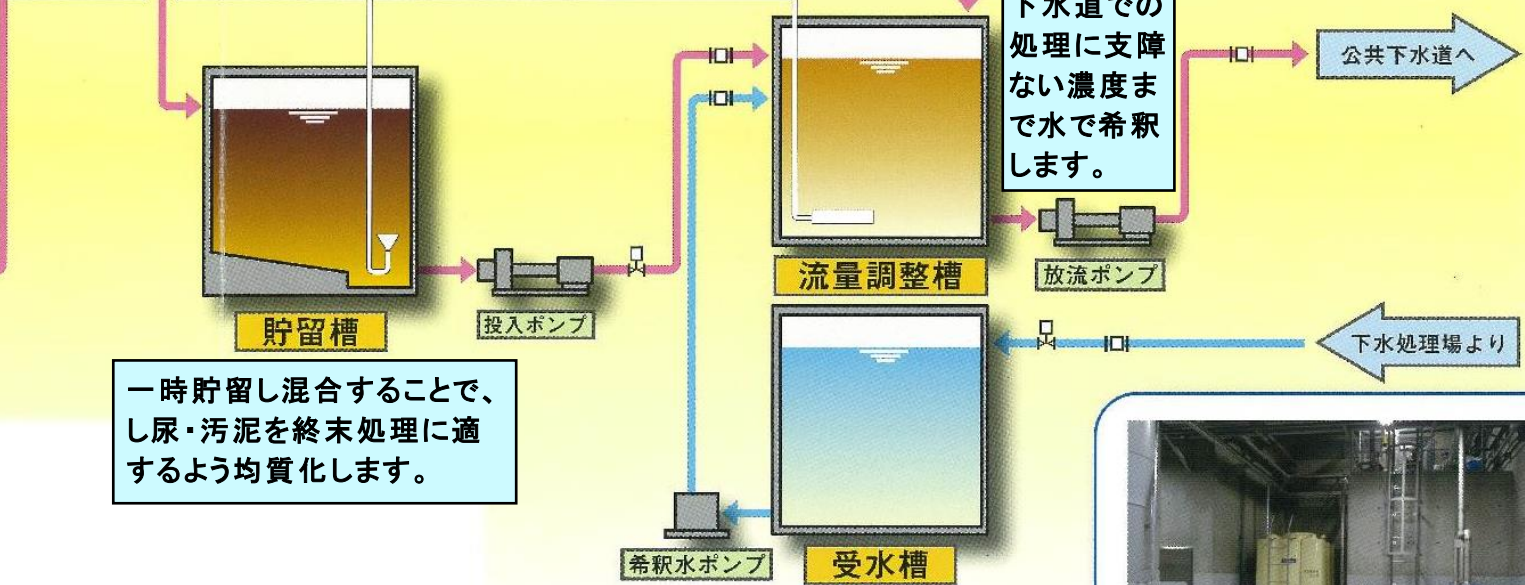 下水道での
処理に支障
ない濃度ま
で水で希釈
します。
公共下水道へ
流量調整槽
放流ポンプ
貯留槽
投入ポンプ
下水処理場より
一時貯留し混合することで、
し尿・汚泥を終末処理に適
するよう均質化します。
希釈水ポンプ
受水槽